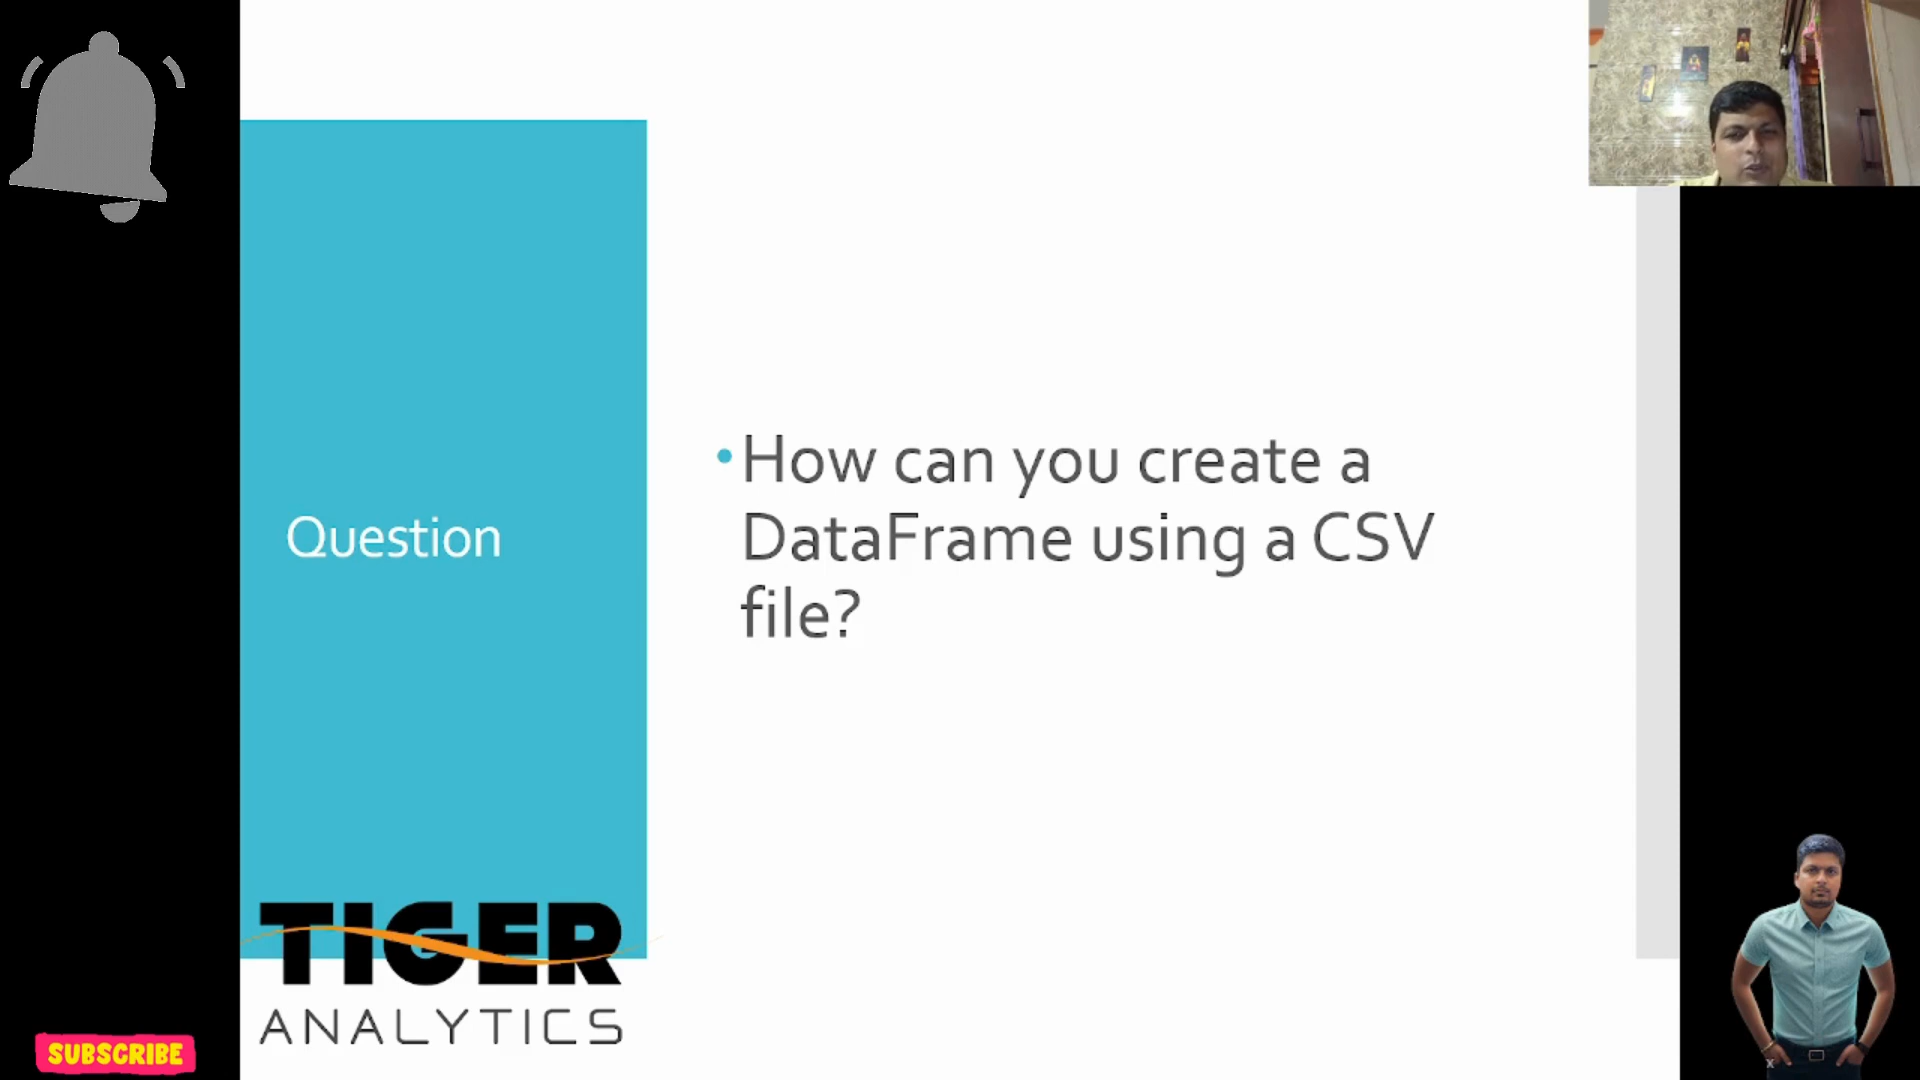 Question
•How can you create a
DataFrame using a CSV
file?
TIGER
ANALYTICS
SUBSCRIBE
x